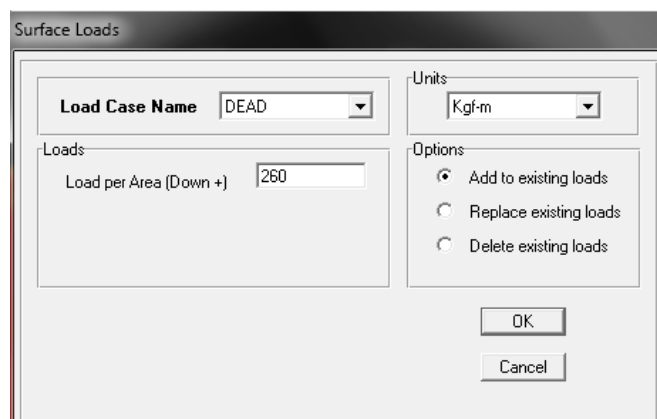 Surface Loads
Load Case Name DEAD
Units
Kgf-m
Loads
Load per Area (Down +) 260
Options
Add to existing loads
Replace existing loads
Delete existing loads
OK
Cancel